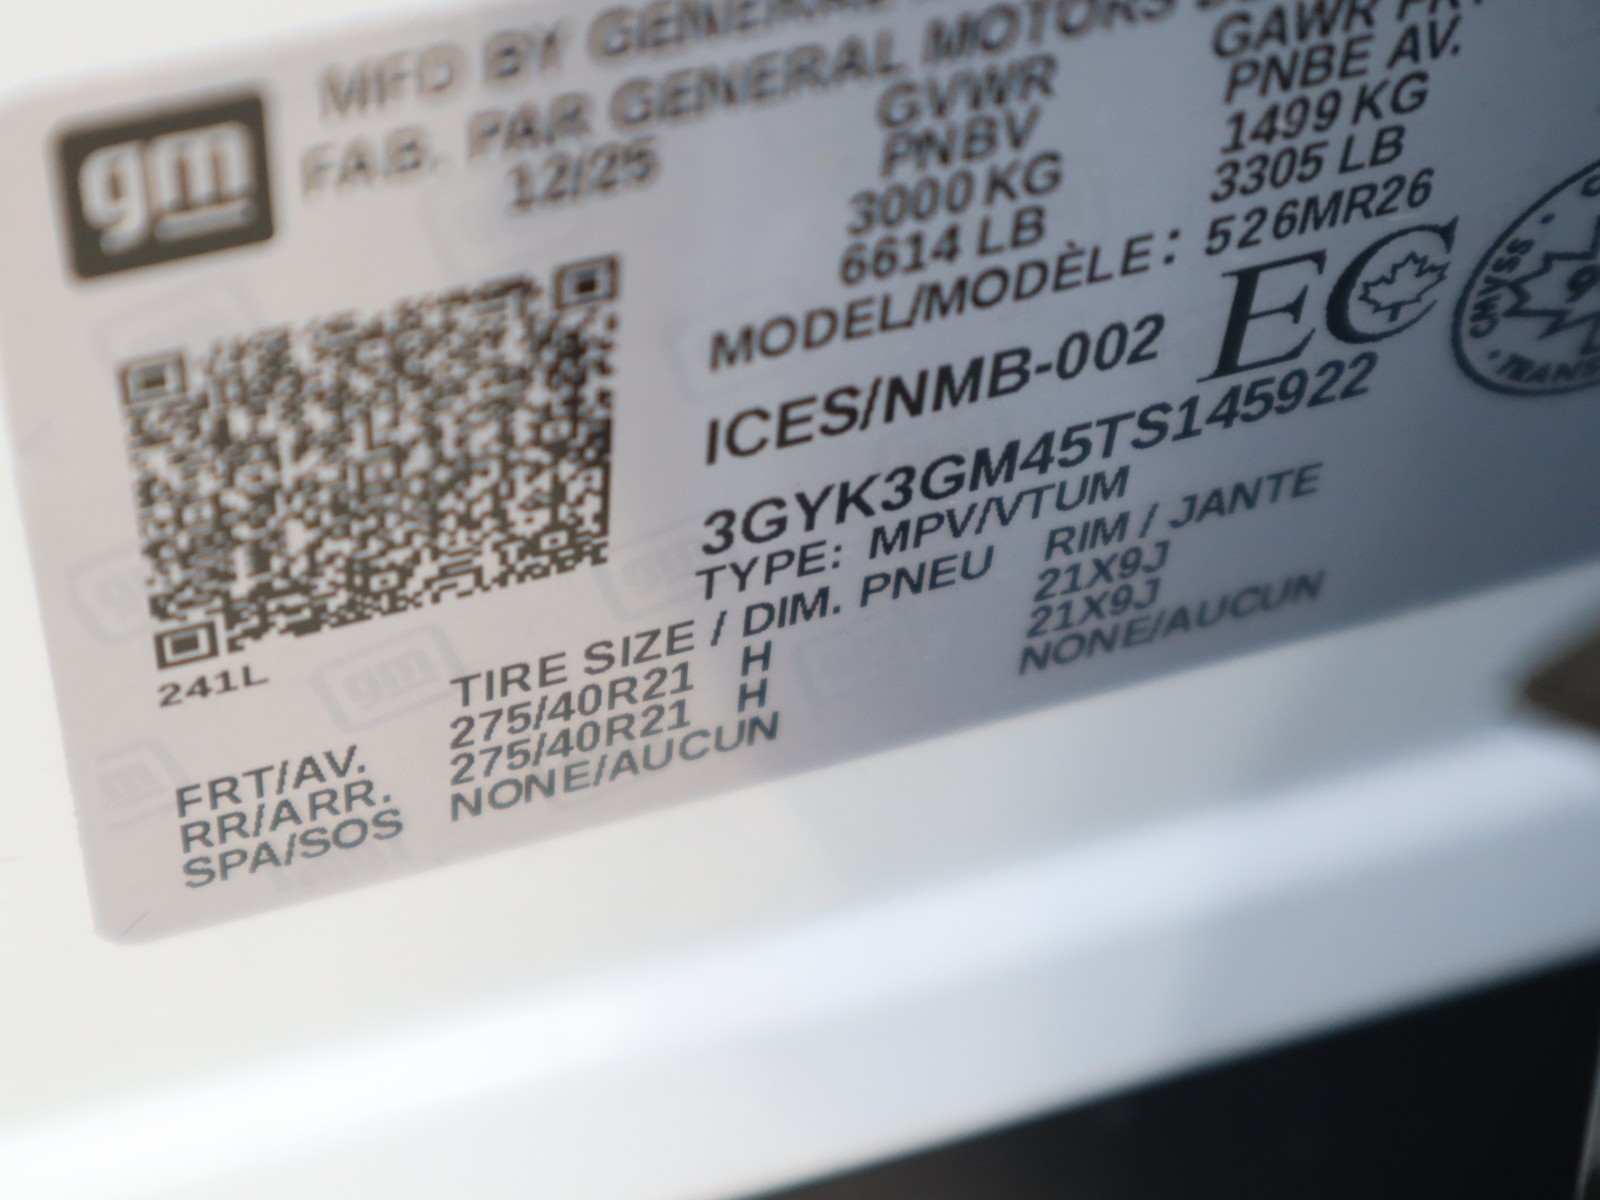 gm
MFD BY GENERAL
FAB. PAR GENERAL MOTORS
12/25
GVWR
PNBV
3000 KG
6614 LB
GAWR FRT
PNBE AV.
1499 KG
3305 LB
MODEL/MODÈLE: 526MR26
ICES/NMB-002 EC
CMVSS
TRANS
3GYK3GM45TS145922
TYPE: MPV/VTUM
TIRE SIZE / DIM. PNEU RIM / JANTE
241L
FRT/AV. 275/40R21 H 21X9J
RR/ARR. 275/40R21 H 21X9J
SPA/SOS NONE/AUCUN NONE/AUCUN